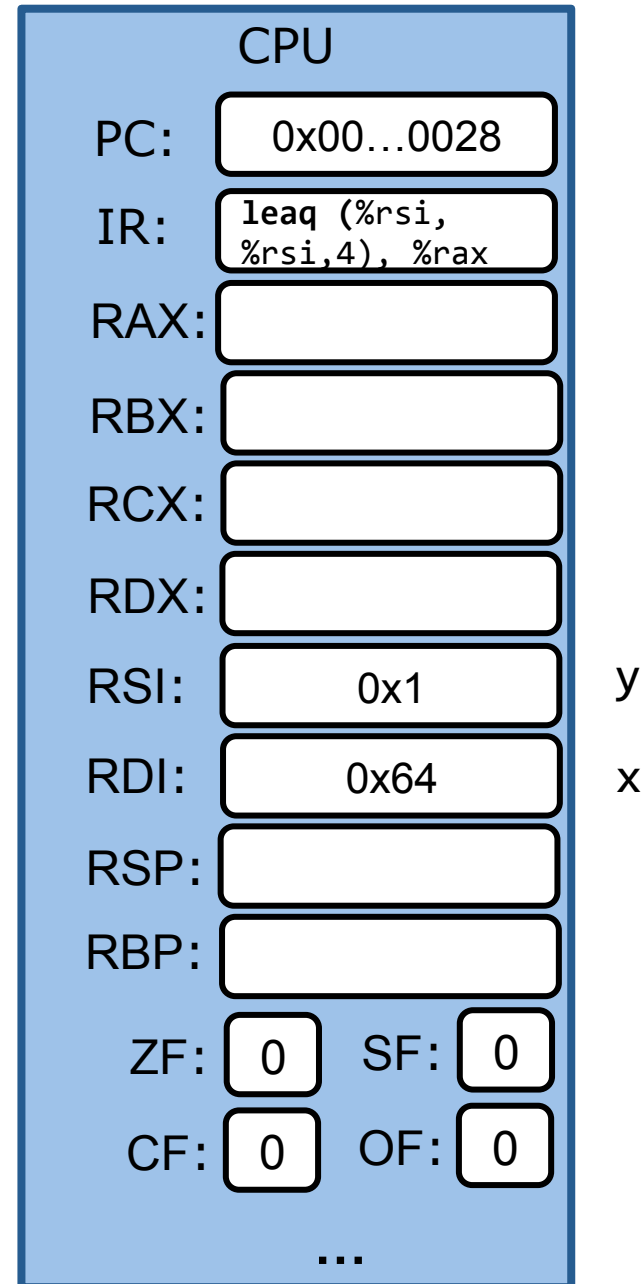 CPU
PC: 0x00...0028
IR: leaq (%rsi,
%rsi,4), %rax
RAX:
RBX:
RCX:
RDX:
RSI: 0x1 y
RDI: 0x64 x
RSP:
RBP:
ZF: 0 SF: 0
CF: 0 OF: 0
...